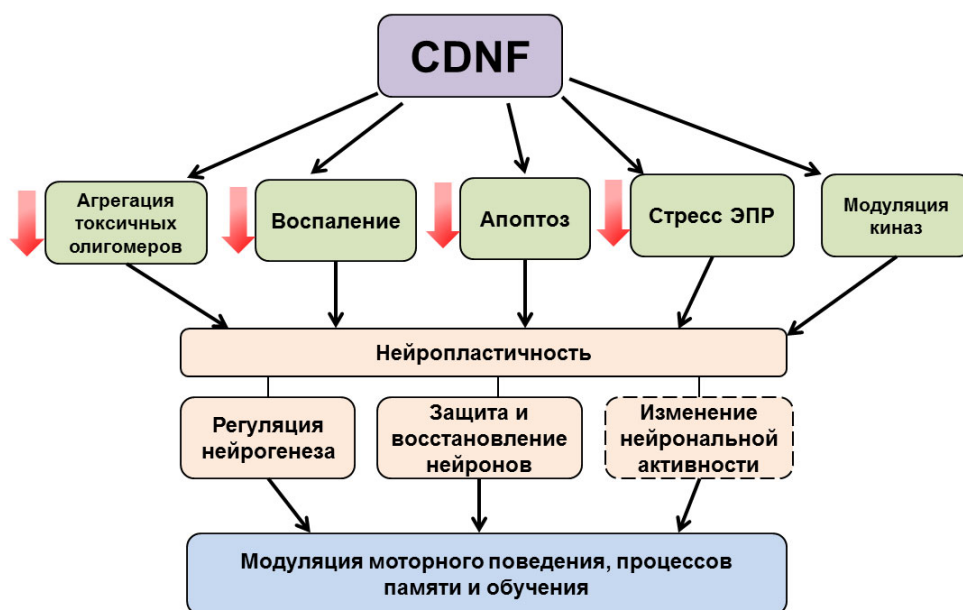 CDNF
Агрегация
токсичных
олигомеров
Воспаление
Апоптоз
Стресс ЭПР
Модуляция
киназ
Нейропластичность
Регуляция
нейрогенеза
Защита и
восстановление
нейронов
Изменение
нейрональной
активности
Модуляция моторного поведения, процессов
памяти и обучения